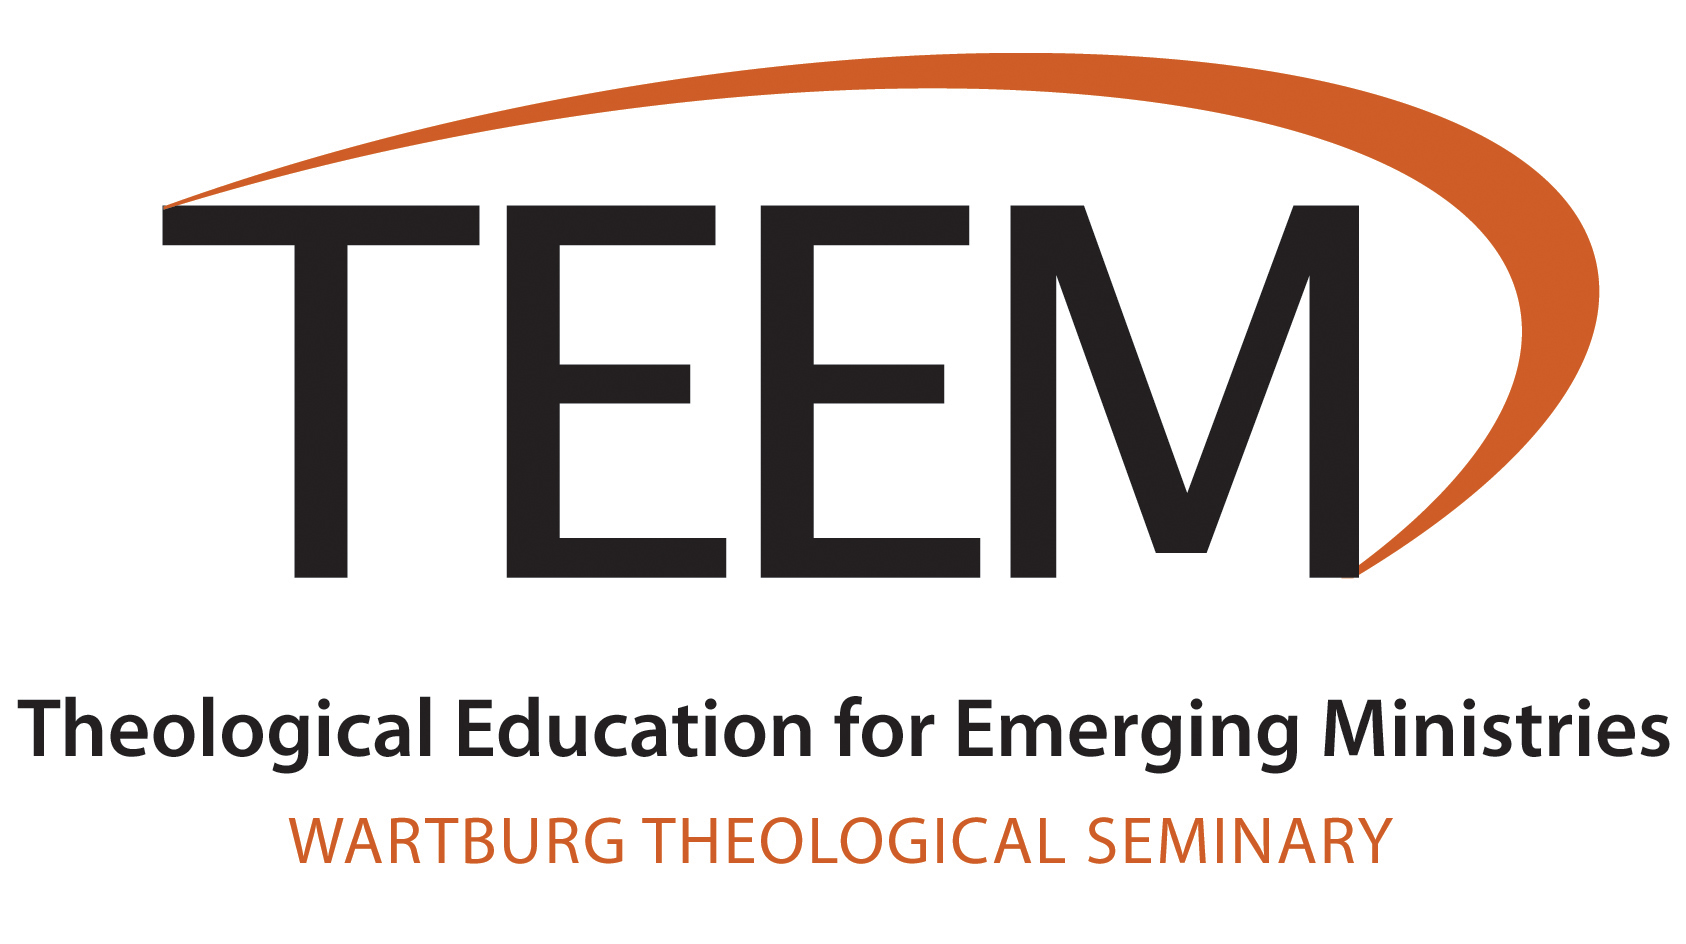 TEEM
Theological Education for Emerging Ministries
WARTBURG THEOLOGICAL SEMINARY